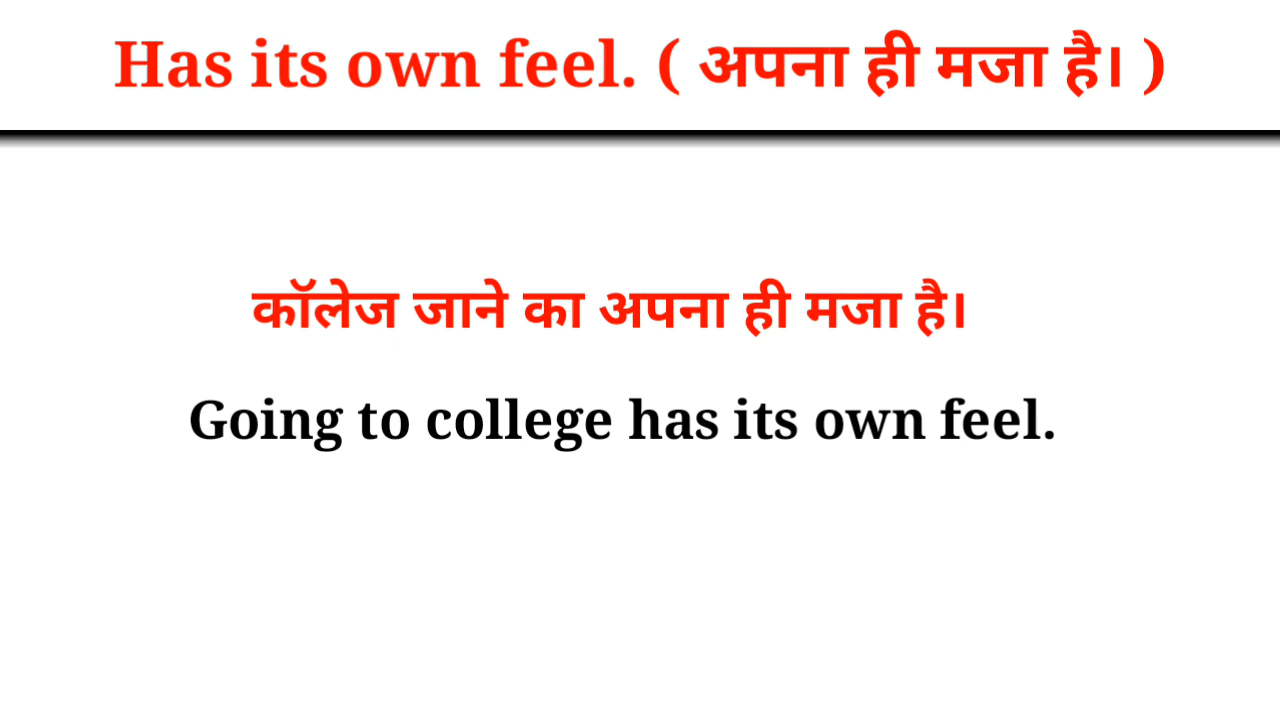 Has its own feel. ( अपना ही मजा है। )
कॉलेज जाने का अपना ही मजा है।
Going to college has its own feel.